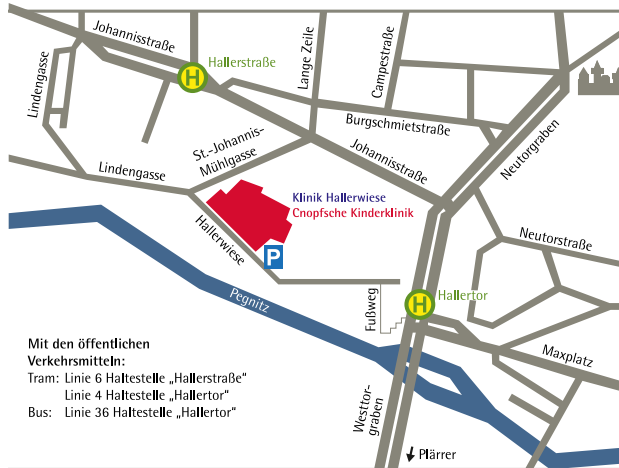 Johannisstraße
Hallerstraße
H
Lindengasse
Lange Zeile
Campestraße
Burgschmietstraße
St.-Johannis-
Mühlgasse
Johannisstraße
Neutorgraben
Lindengasse
Klinik Hallerwiese
Cnopfsche Kinderklinik
Hallerwiese
P
Neutorstraße
Pegnitz
Fußweg
Hallertor
H
Maxplatz
Mit den öffentlichen
Verkehrsmitteln:
Tram: Linie 6 Haltestelle „Hallerstraße“
Linie 4 Haltestelle „Hallertor“
Bus: Linie 36 Haltestelle „Hallertor“
Westtor-
graben
Plärrer